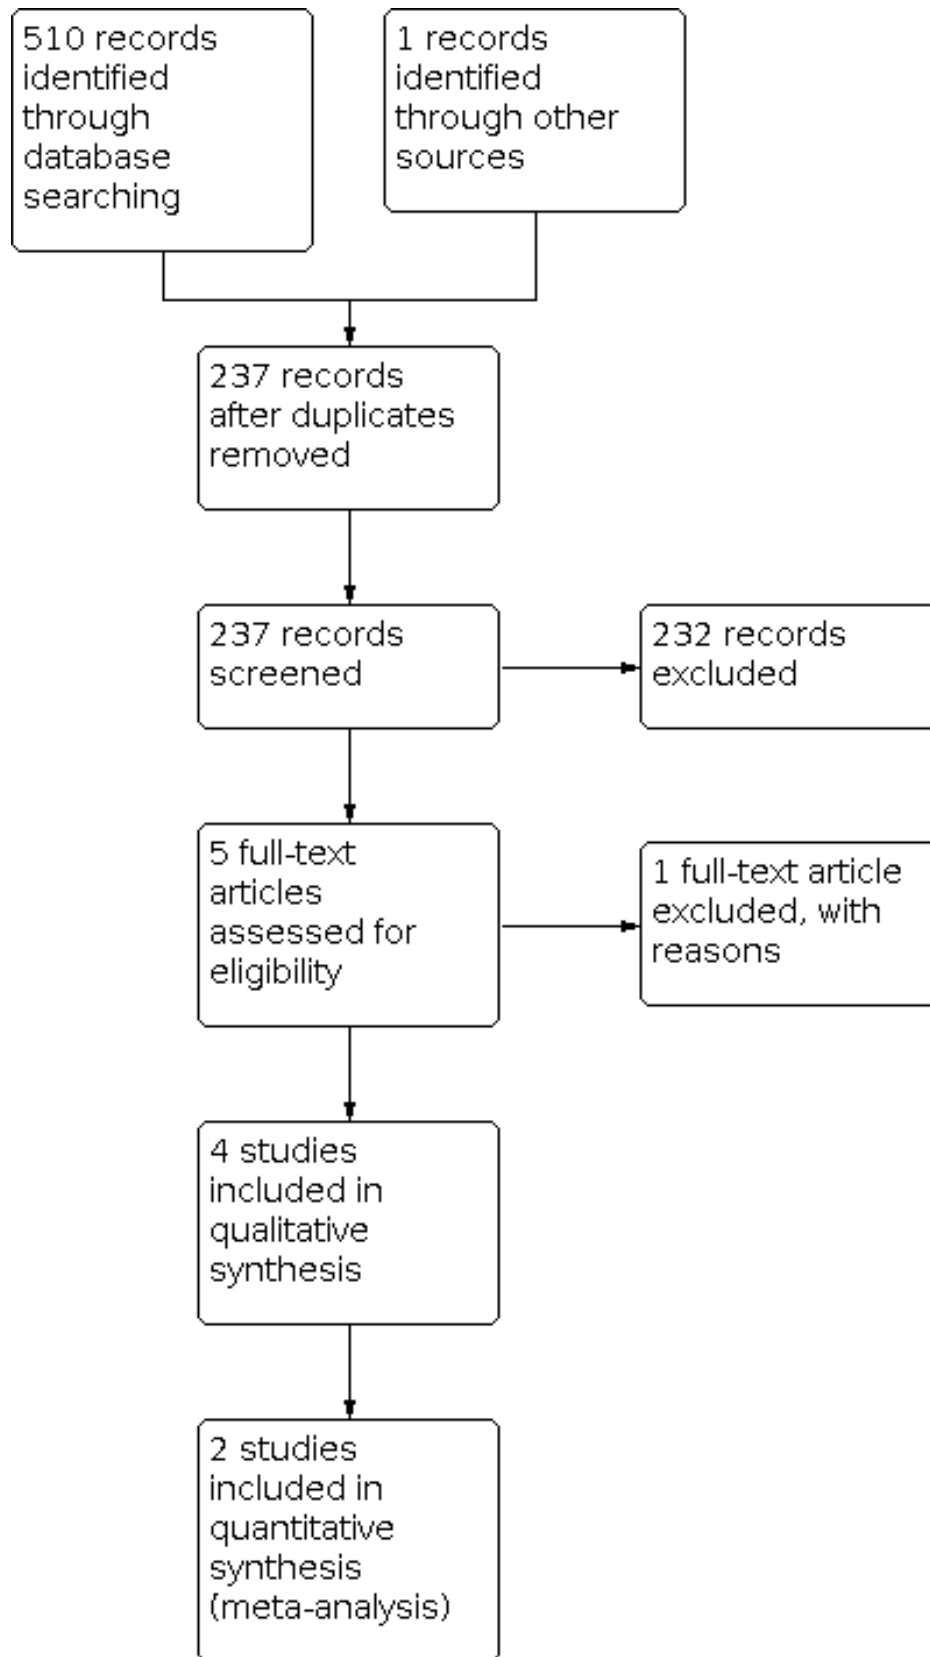 510 records
identified
through
database
searching
1 records
identified
through other
sources
237 records
after duplicates
removed
237 records
screened
232 records
excluded
5 full-text
articles
assessed for
eligibility
1 full-text article
excluded, with
reasons
4 studies
included in
qualitative
synthesis
2 studies
included in
quantitative
synthesis
(meta-analysis)